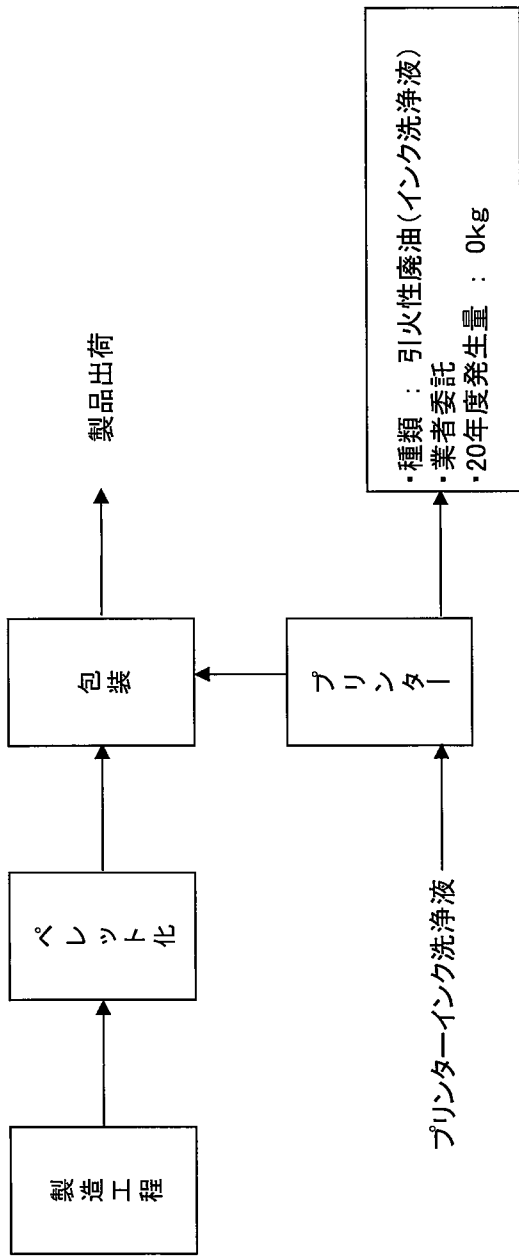 製造工程
ペレット化
包装
製品出荷
プリンターインク洗浄液
プリンター
・種類 : 引火性廃油(インク洗浄液)
・業者委託
・20年度発生量 : 0kg